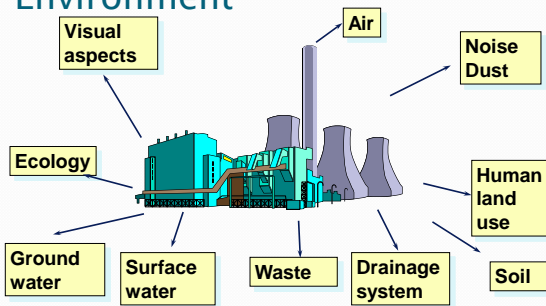 Environment
Visual
aspects
Air
Noise
Dust
Ecology
Human
land
use
Ground
water
Surface
water
Waste
Drainage
system
Soil